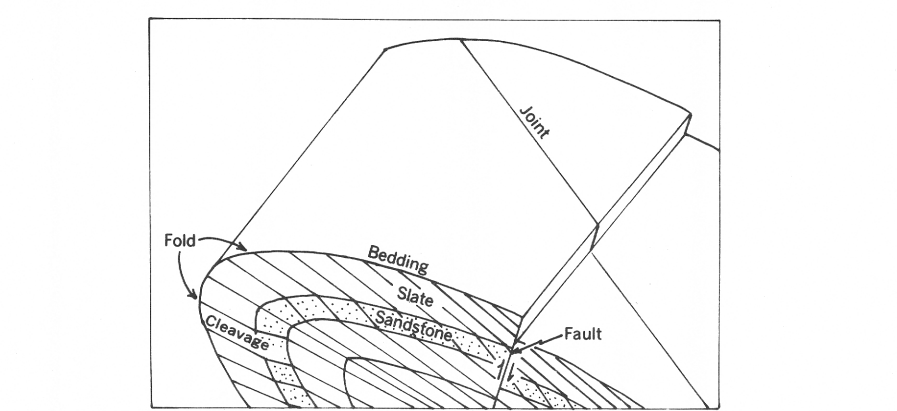 Joint
Fold
Bedding
Slate
Sandstone
Cleavage
Fault